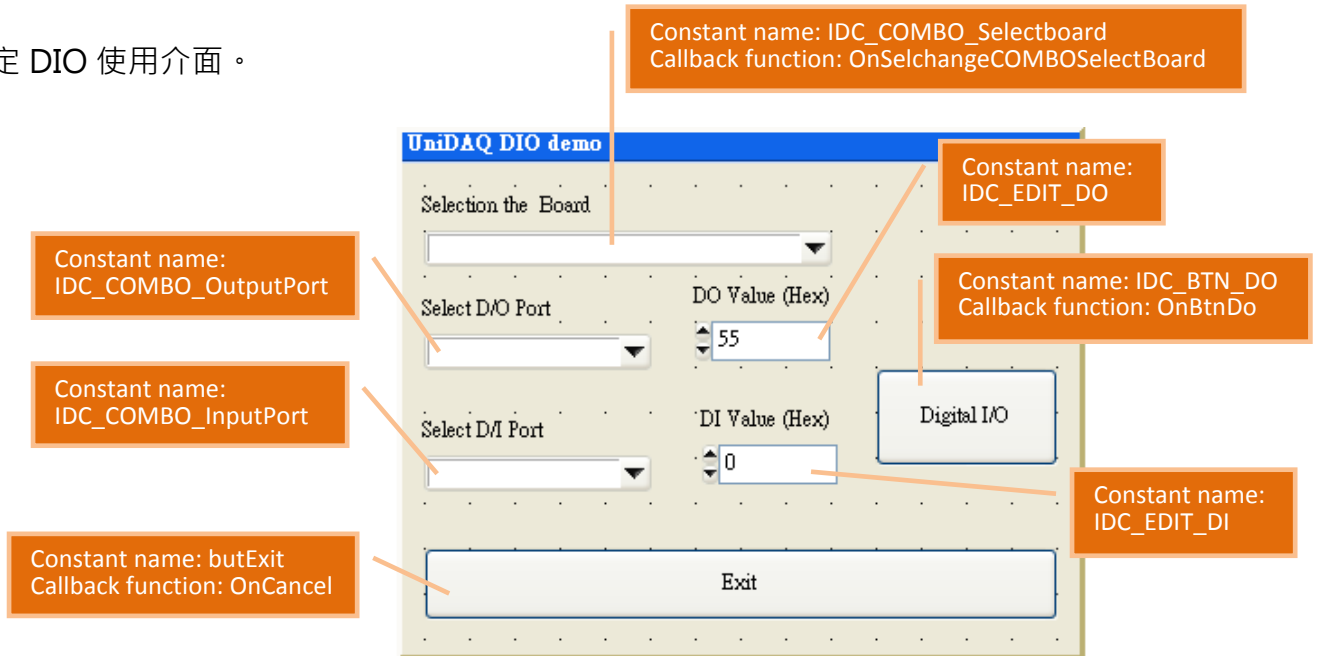 Constant name: IDC_COMBO_Selectboard
Callback function: OnSelchangeCOMBOSelectBoard
定 DIO 使用介面。
UniDAQ DIO demo
Constant name:
IDC_EDIT_DO
Selection the Board
Constant name:
IDC_COMBO_OutputPort
Constant name: IDC_BTN_DO
Callback function: OnBtnDo
Select D/O Port
DO Value (Hex)
55
Constant name:
IDC_COMBO_InputPort
Select D/I Port
DI Value (Hex)
Digital I/O
0
Constant name:
IDC_EDIT_DI
Constant name: butExit
Callback function: OnCancel
Exit